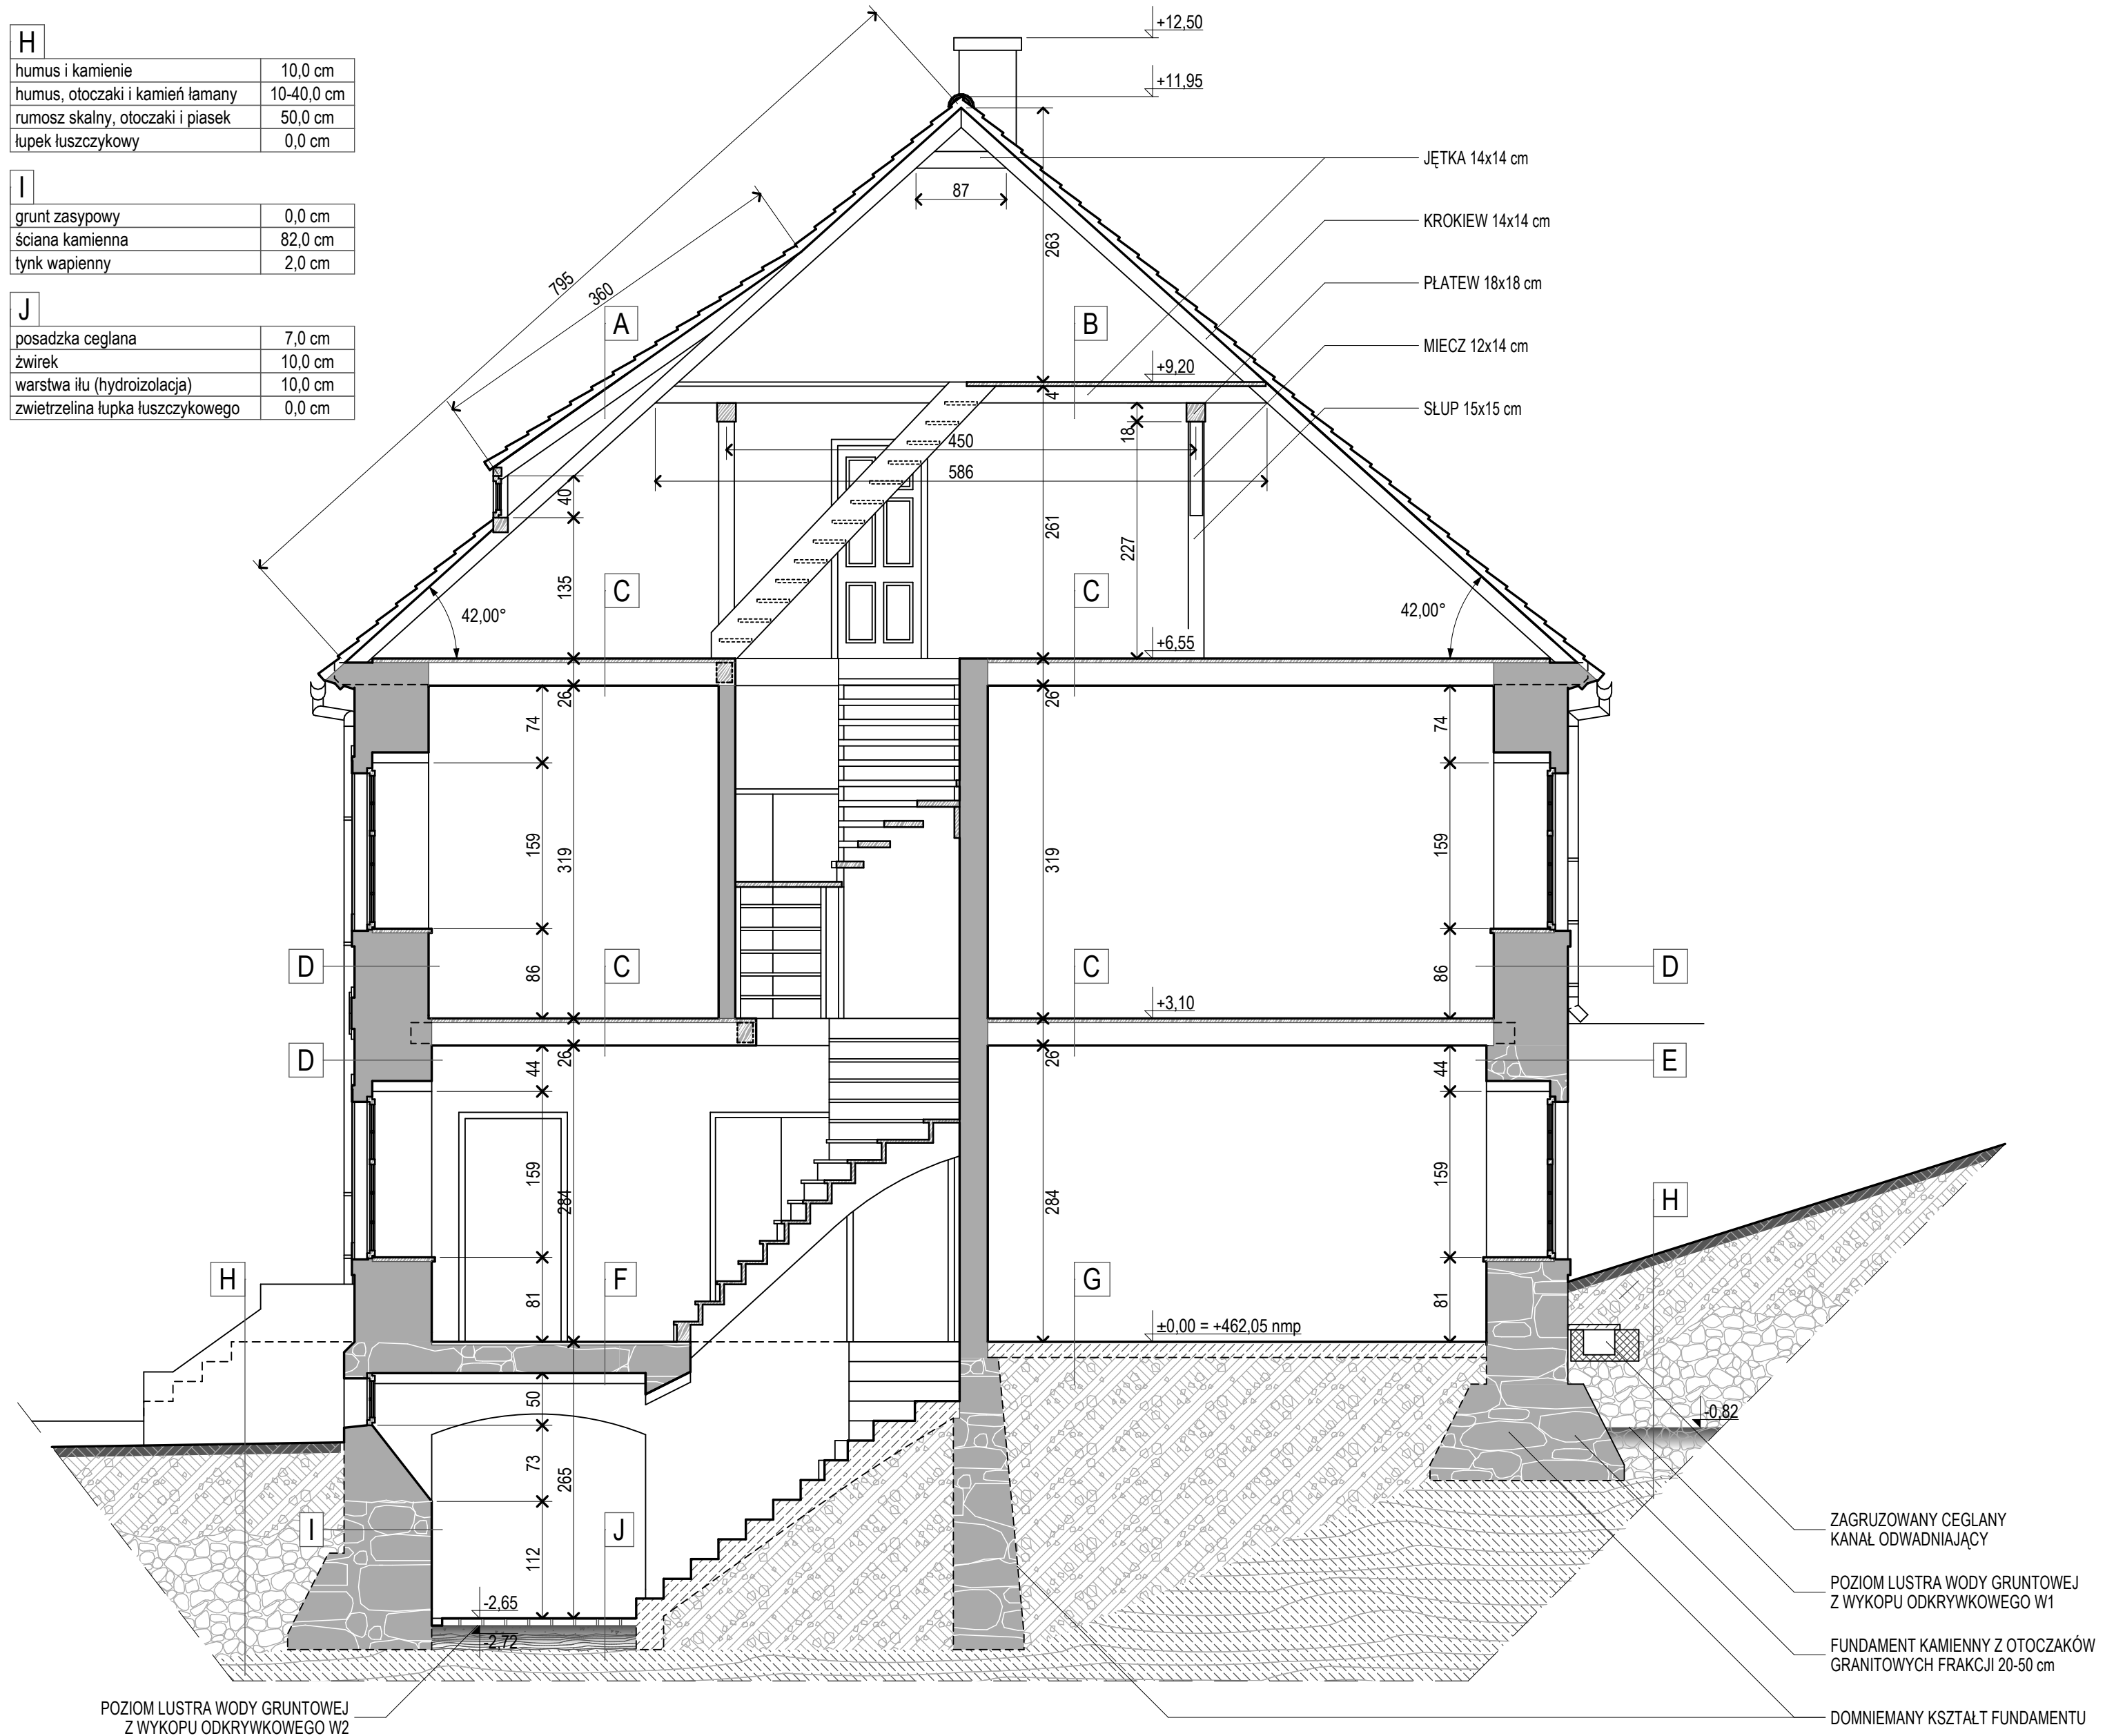 H
humus i kamienie 10,0 cm
humus, otoczaki i kamień łamany 10-40,0 cm
rumosz skalny, otoczaki i piasek 50,0 cm
łupek łuszczykowy 0,0 cm
I
grunt zasypowy 0,0 cm
ściana kamienna 82,0 cm
tynk wapienny 2,0 cm
J
posadzka ceglana 7,0 cm
żwirek 10,0 cm
warstwa iłu (hydroizolacja) 10,0 cm
zwietrzelina łupka łuszczykowego 0,0 cm
+12,50
+11,95
JĘTKA 14x14 cm
87
KROKIEW 14x14 cm
263
795
360
PŁATEW 18x18 cm
A
B
MIECZ 12x14 cm
+9,20
4
SŁUP 15x15 cm
18
450
586
40
261
227
135
C
C
42,00°
42,00°
+6,55
26
26
74
74
159
319
319
159
D
86
C
C
86
D
+3,10
D
44
26
C
26
C
44
E
159
284
284
159
H
H
F
G
81
81
±0,00 = +462,05 nmp
50
-0,82
73
265
I
J
112
ZAGRUZOWANY CEGLANY
KANAŁ ODWADNIAJĄCY
-2,65
-2,72
POZIOM LUSTRA WODY GRUNTOWEJ
Z WYKOPU ODKRYWKOWEGO W1
FUNDAMENT KAMIENNY Z OTOCZAKÓW
GRANITOWYCH FRAKCJI 20-50 cm
POZIOM LUSTRA WODY GRUNTOWEJ
Z WYKOPU ODKRYWKOWEGO W2
DOMNIEMANY KSZTAŁT FUNDAMENTU